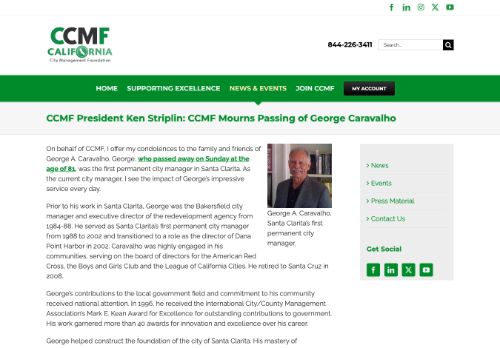 CCMF
CALIFORNIA
City Management Foundation
844-226-3411
Search...
HOME
SUPPORTING EXCELLENCE
NEWS & EVENTS
JOIN CCMF
MY ACCOUNT
CCMF President Ken Striplin: CCMF Mourns Passing of George Caravalho
On behalf of CCMF, I offer my condolences to the family and friends of
George A. Caravalho. George, who passed away on Sunday at the
age of 81, was the first permanent city manager in Santa Clarita. As
the current city manager, I see the impact of George's impressive
service every day.
George A. Caravalho,
Santa Clarita's first
permanent city
manager.
Prior to his work in Santa Clarita, George was the Bakersfield city
manager and executive director of the redevelopment agency from
1984-88. He served as Santa Clarita's first permanent city manager
from 1988 to 2002 and transitioned to a role as the director of Dana
Point Harbor in 2002. Caravalho was highly engaged in his
communities, serving on the board of directors for the American Red
Cross, the Boys and Girls Club and the League of California Cities. He retired to Santa Cruz in
2008.
George's contributions to the local government field and commitment to his community
received national attention. In 1996, he received the International City/County Management
Association's Mark E. Kean Award for Excellence for outstanding contributions to government.
His work garnered more than 40 awards for innovation and excellence over his career.
George helped construct the foundation of the city of Santa Clarita. His mastery of
> News
> Events
> Press Material
> Contact Us
Get Social